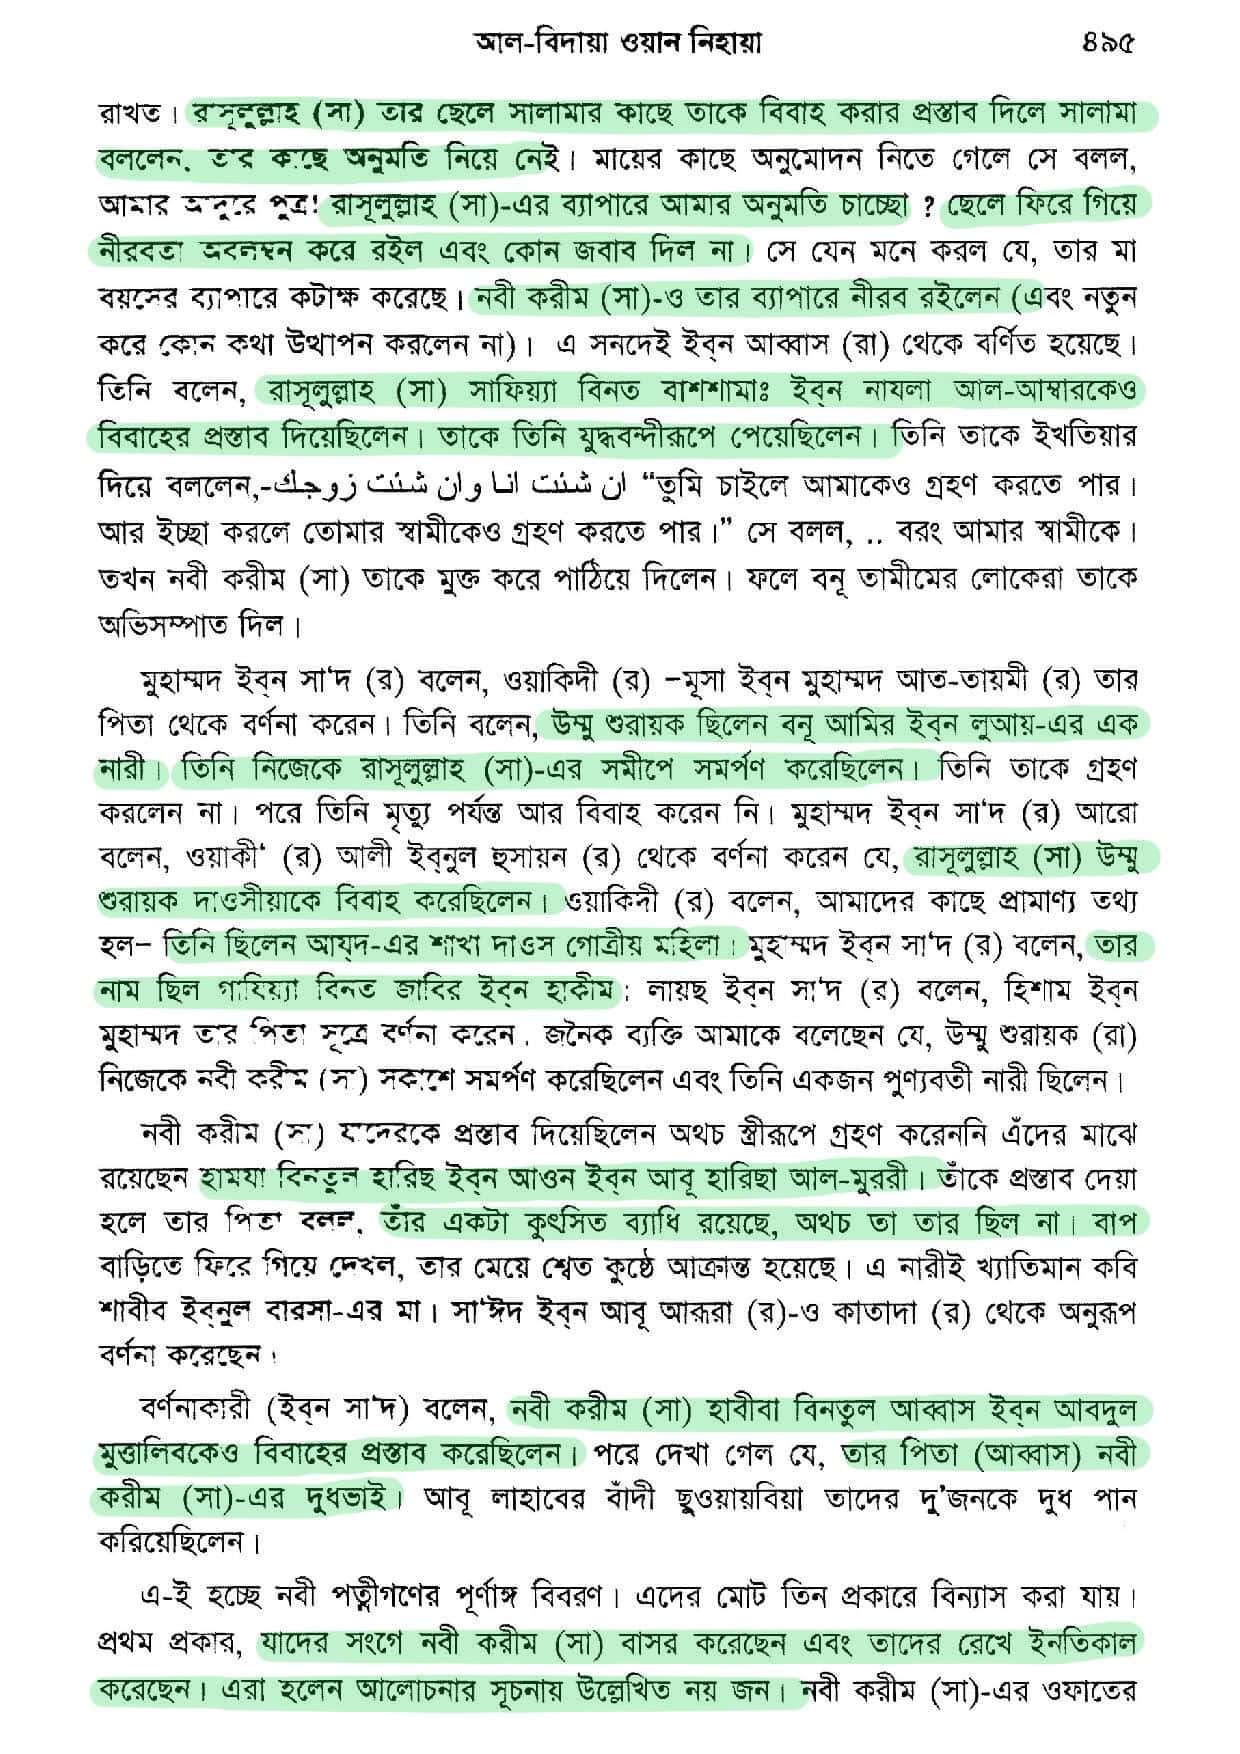 আল-বিদায়া ওয়ান নিহায়া ৪৯৫
রাখত। রাসূলুল্লাহ (সা) তার ছেলে সালামার কাছে তাকে বিবাহ করার প্রস্তাব দিলে সালামা
বললেন, তার কাছে অনুমতি নিয়ে নেই। মায়ের কাছে অনুমোদন নিতে গেলে সে বলল,
আমার আদুরে পুত্র! রাসূলুল্লাহ (সা)-এর ব্যাপারে আমার অনুমতি চাচ্ছো ? ছেলে ফিরে গিয়ে
নীরবতা অবলম্বন করে রইল এবং কোন জবাব দিল না। সে যেন মনে করল যে, তার মা
বয়সের ব্যাপারে কটাক্ষ করেছে। নবী করীম (সা)-ও তার ব্যাপারে নীরব রইলেন (এবং নতুন
করে কোন কথা উত্থাপন করলেন না)। এ সনদেই ইব্‌ন আব্বাস (রা) থেকে বর্ণিত হয়েছে।
তিনি বলেন, রাসূলুল্লাহ (সা) সাফিয়্যা বিনত বাশশামাঃ ইব্‌ন নাযলা আল-আম্বারকেও
বিবাহের প্রস্তাব দিয়েছিলেন। তাকে তিনি যুদ্ধবন্দীরূপে পেয়েছিলেন। তিনি তাকে ইখতিয়ার
দিয়ে বললেন,-ان شئت انا وان شئت زوجك “তুমি চাইলে আমাকেও গ্রহণ করতে পার।
আর ইচ্ছা করলে তোমার স্বামীকেও গ্রহণ করতে পার।” সে বলল, .. বরং আমার স্বামীকে।
তখন নবী করীম (সা) তাকে মুক্ত করে পাঠিয়ে দিলেন। ফলে বনূ তামীমের লোকেরা তাকে
অভিসম্পাত দিল।
মুহাম্মদ ইব্‌ন সা‘দ (র) বলেন, ওয়াকিদী (র) –মূসা ইব্‌ন মুহাম্মদ আত-তায়মী (র) তার
পিতা থেকে বর্ণনা করেন। তিনি বলেন, উম্মু শুরায়ক ছিলেন বনূ আমির ইব্‌ন লুআয়-এর এক
নারী। তিনি নিজেকে রাসূলুল্লাহ (সা)-এর সমীপে সমর্পণ করেছিলেন। তিনি তাকে গ্রহণ
করলেন না। পরে তিনি মৃত্যু পর্যন্ত আর বিবাহ করেন নি। মুহাম্মদ ইব্‌ন সা‘দ (র) আরো
বলেন, ওয়াকী‘ (র) আলী ইব্‌নুল হুসায়ন (র) থেকে বর্ণনা করেন যে, রাসূলুল্লাহ (সা) উম্মু
শুরায়ক দাওসীয়াকে বিবাহ করেছিলেন। ওয়াকিদী (র) বলেন, আমাদের কাছে প্রামাণ্য তথ্য
হল– তিনি ছিলেন আয্‌দ-এর শাখা দাওস গোত্রীয় মহিলা। মুহাম্মদ ইব্‌ন সা‘দ (র) বলেন, তার
নাম ছিল গাযিয়্যা বিনত জাবির ইব্‌ন হাকীম। লায়ছ ইব্‌ন সা‘দ (র) বলেন, হিশাম ইব্‌ন
মুহাম্মদ তার পিতা সূত্রে বর্ণনা করেন, জনৈক ব্যক্তি আমাকে বলেছেন যে, উম্মু শুরায়ক (রা)
নিজেকে নবী করীম (সা) সকাশে সমর্পণ করেছিলেন এবং তিনি একজন পুণ্যবতী নারী ছিলেন।
নবী করীম (সা) যাদেরকে প্রস্তাব দিয়েছিলেন অথচ স্ত্রীরূপে গ্রহণ করেননি এঁদের মাঝে
রয়েছেন হামযা বিনতুল হারিছ ইব্‌ন আওন ইব্‌ন আবূ হারিছা আল-মুররী। তাঁকে প্রস্তাব দেয়া
হলে তার পিতা বলল, তাঁর একটা কুৎসিত ব্যাধি রয়েছে, অথচ তা তার ছিল না। বাপ
বাড়িতে ফিরে গিয়ে দেখল, তার মেয়ে শ্বেত কুষ্ঠে আক্রান্ত হয়েছে। এ নারীই খ্যাতিমান কবি
শাবীব ইব্‌নুল বারসা-এর মা। সা‘ঈদ ইব্‌ন আবূ আরূরা (র)-ও কাতাদা (র) থেকে অনুরূপ
বর্ণনা করেছেন।
বর্ণনাকারী (ইব্‌ন সা‘দ) বলেন, নবী করীম (সা) হাবীবা বিনতুল আব্বাস ইব্‌ন আবদুল
মুত্তালিবকেও বিবাহের প্রস্তাব করেছিলেন। পরে দেখা গেল যে, তার পিতা (আব্বাস) নবী
করীম (সা)-এর দুধভাই। আবূ লাহাবের বাঁদী ছুওয়ায়বিয়া তাদের দু’জনকে দুধ পান
করিয়েছিলেন।
এ-ই হচ্ছে নবী পত্নীগণের পূর্ণাঙ্গ বিবরণ। এদের মোট তিন প্রকারে বিন্যাস করা যায়।
প্রথম প্রকার, যাদের সংগে নবী করীম (সা) বাসর করেছেন এবং তাদের রেখে ইনতিকাল
করেছেন। এরা হলেন আলোচনার সূচনায় উল্লেখিত নয় জন। নবী করীম (সা)-এর ওফাতের